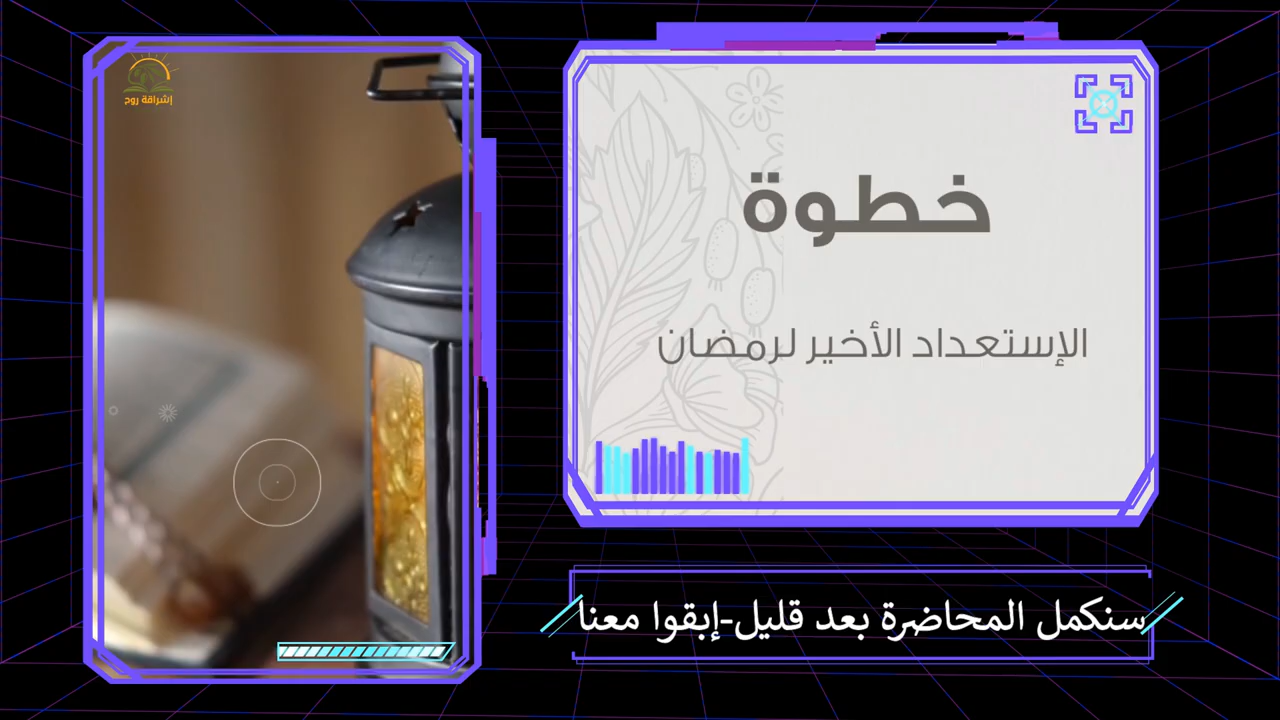 إشراقة روح
خطوة
الإستعداد الأخير لرمضان
سنكمل المحاضرة بعد قليل-إبقوا معنا